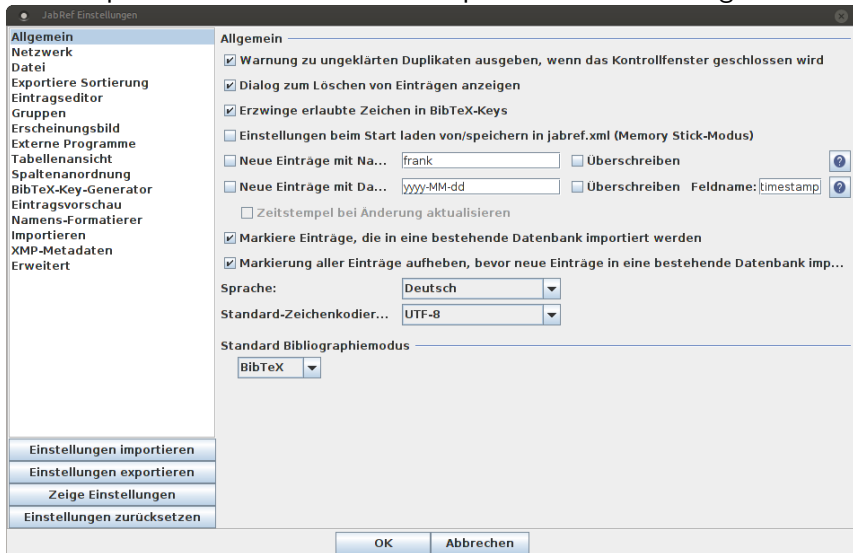 JabRef Einstellungen
Allgemein
Netzwerk
Datei
Exportiere Sortierung
Eintragseditor
Gruppen
Erscheinungsbild
Externe Programme
Tabellenansicht
Spaltenanordnung
BibTeX-Key-Generator
Eintragsvorschau
Namens-Formatierer
Importieren
XMP-Metadaten
Erweitert
Einstellungen importieren
Einstellungen exportieren
Zeige Einstellungen
Einstellungen zurücksetzen
Allgemein
Warnung zu ungeklärten Duplikaten ausgeben, wenn das Kontrollfenster geschlossen wird
Dialog zum Löschen von Einträgen anzeigen
Erzwinge erlaubte Zeichen in BibTeX-Keys
Einstellungen beim Start laden von/speichern in jabref.xml (Memory Stick-Modus)
Neue Einträge mit Na... frank Überschreiben ?
Neue Einträge mit Da... yyyy-MM-dd Überschreiben Feldname: timestamp ?
Zeitstempel bei Änderung aktualisieren
Markiere Einträge, die in eine bestehende Datenbank importiert werden
Markierung aller Einträge aufheben, bevor neue Einträge in eine bestehende Datenbank imp...
Sprache: Deutsch
Standard-Zeichenkodier... UTF-8
Standard Bibliographiemodus
BibTeX
OK Abbrechen